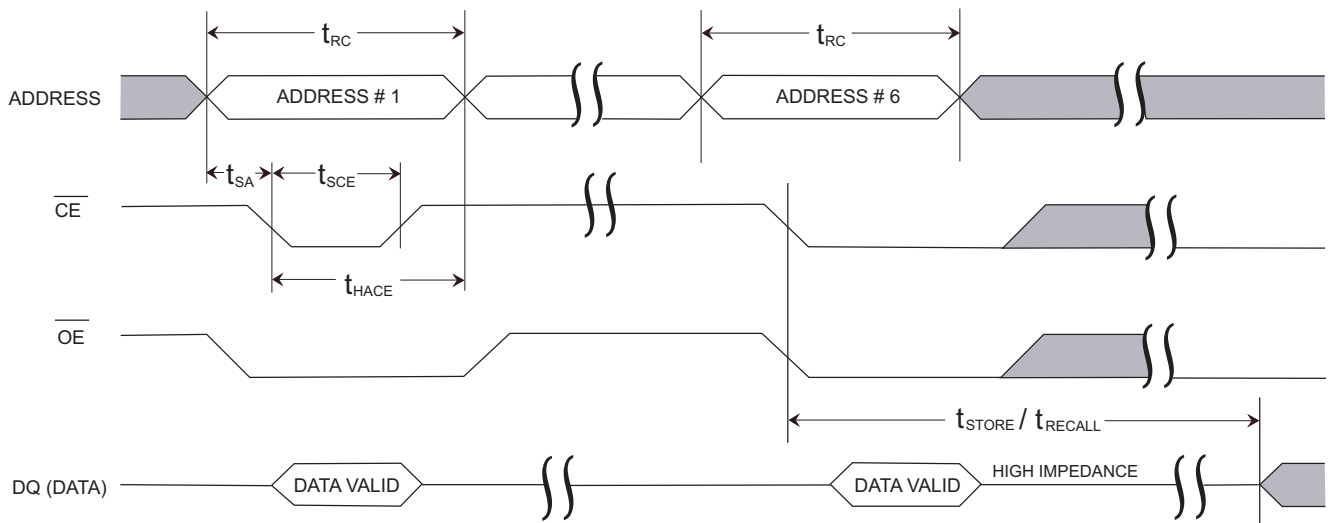 tRC
tRC
ADDRESS
ADDRESS # 1
ADDRESS # 6
tSA
tSCE
CE
tHACE
OE
tSTORE / tRECALL
DQ (DATA)
DATA VALID
DATA VALID
HIGH IMPEDANCE